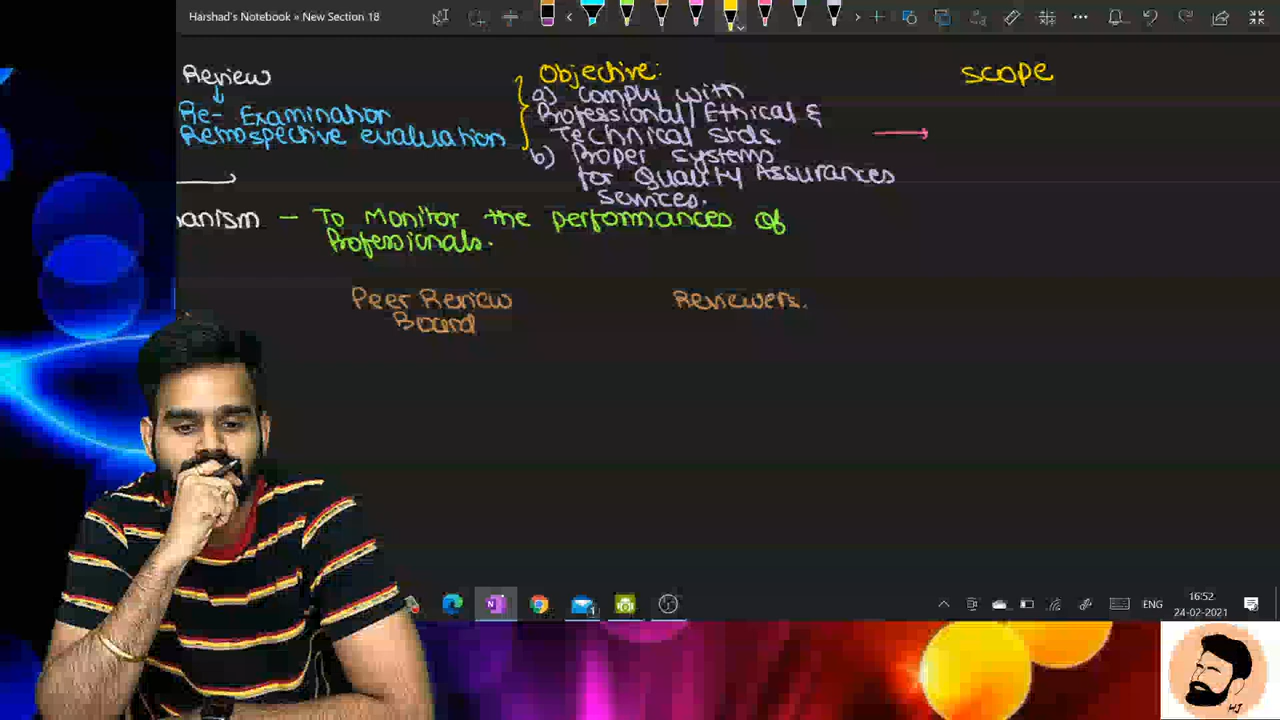 Harshad's Notebook » New Section 18
Review
Re- Examination
Retrospective evaluation
Objective:
a) Comply with
Professional/Ethical &
Technical stds.
b) Proper systems
for Quality Assurances
services.
scope
anism - To Monitor the performances of
Professionals.
Peer Review
Board
Reviewers.
ENG
16:52
24-02-2021
HJ